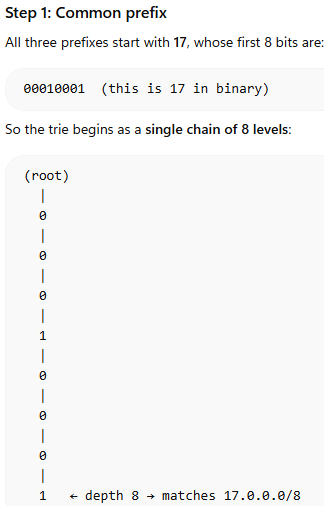 Step 1: Common prefix
All three prefixes start with 17, whose first 8 bits are:
00010001  (this is 17 in binary)
So the trie begins as a single chain of 8 levels:
(root)
  |
  0
  |
  0
  |
  0
  |
  1
  |
  0
  |
  0
  |
  0
  |
  1   ← depth 8 → matches 17.0.0.0/8